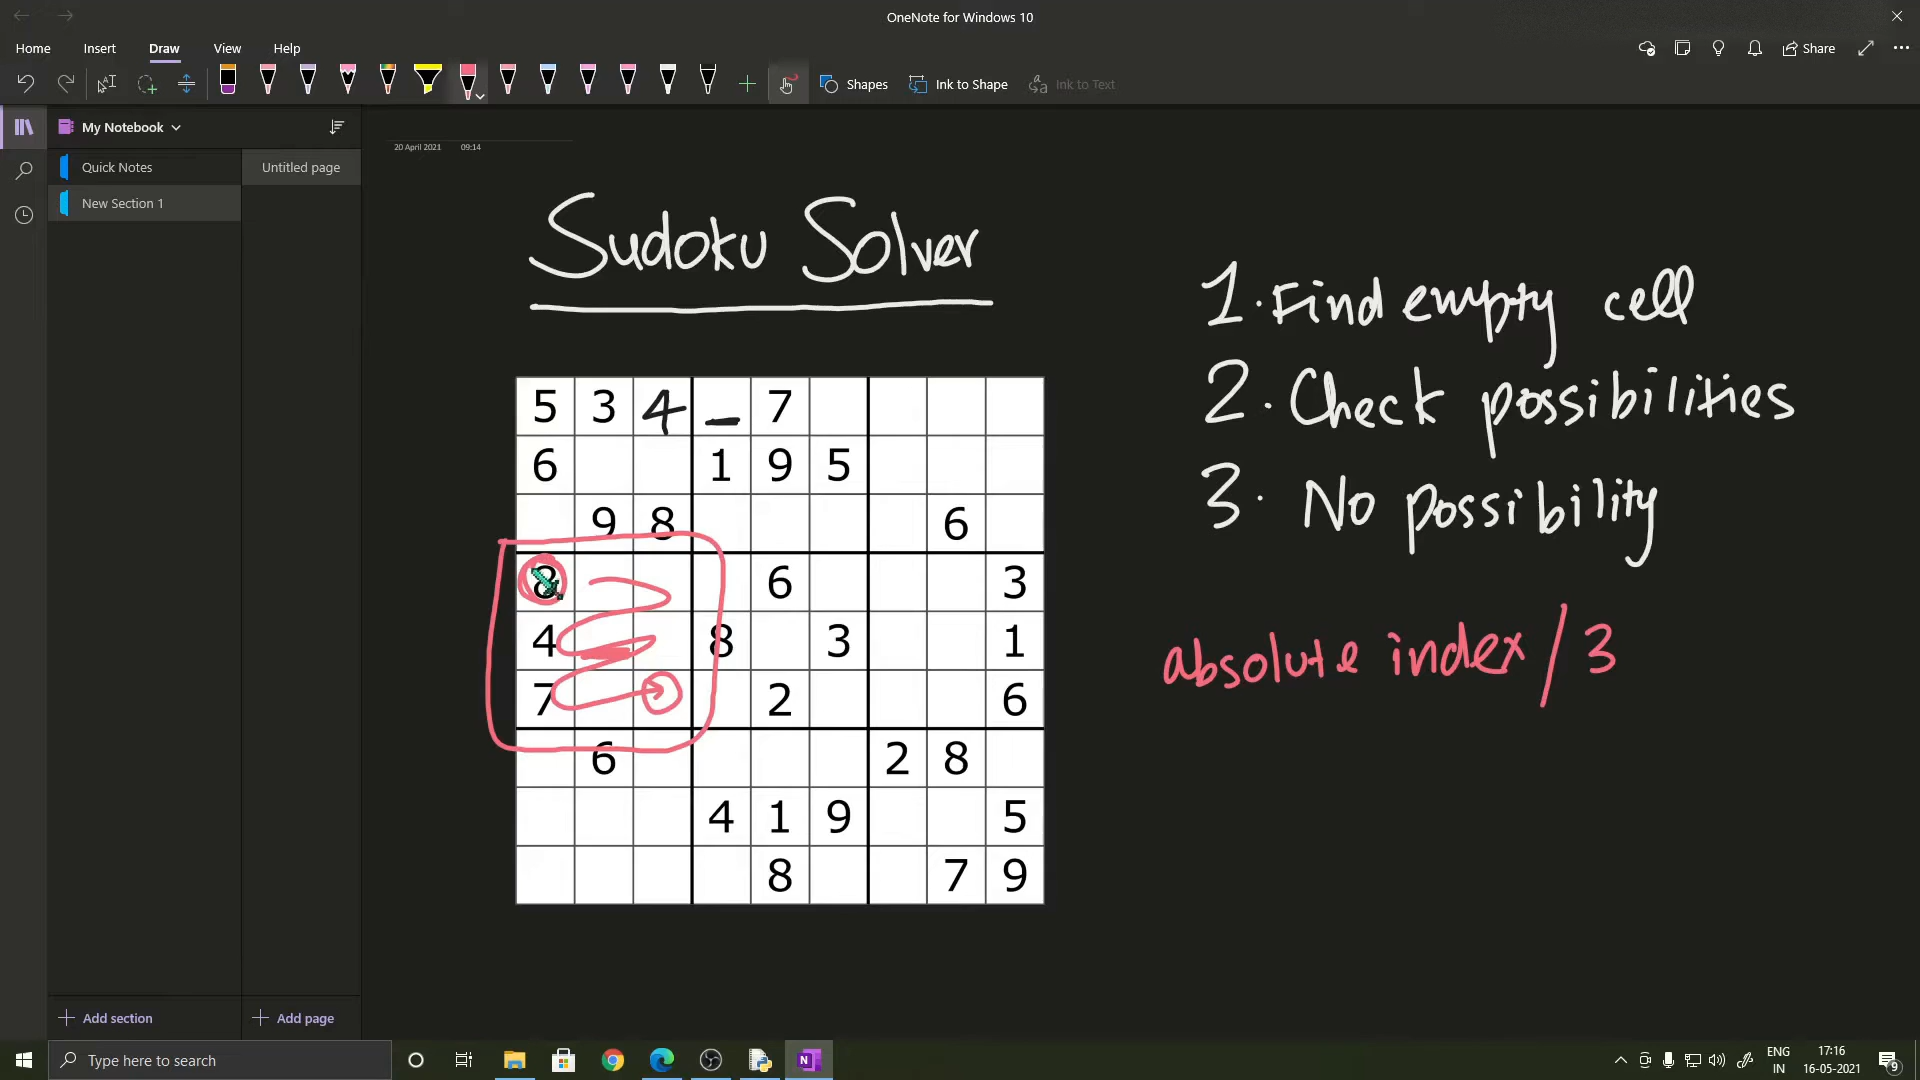 OneNote for Windows 10
Home Insert Draw View Help
Share
Shapes Ink to Shape Ink to Text
My Notebook
Quick Notes
New Section 1
Untitled page
20 April 2021 09:14
Sudoku Solver
5 3 4 _ 7
6 1 9 5
9 8 6
8 6 3
4 8 3 1
7 2 6
6 2 8
4 1 9 5
8 7 9
1. Find empty cell
2. Check possibilities
3. No possibility
absolute index / 3
Add section
Add page
Type here to search
ENG
IN
17:16
16-05-2021
9